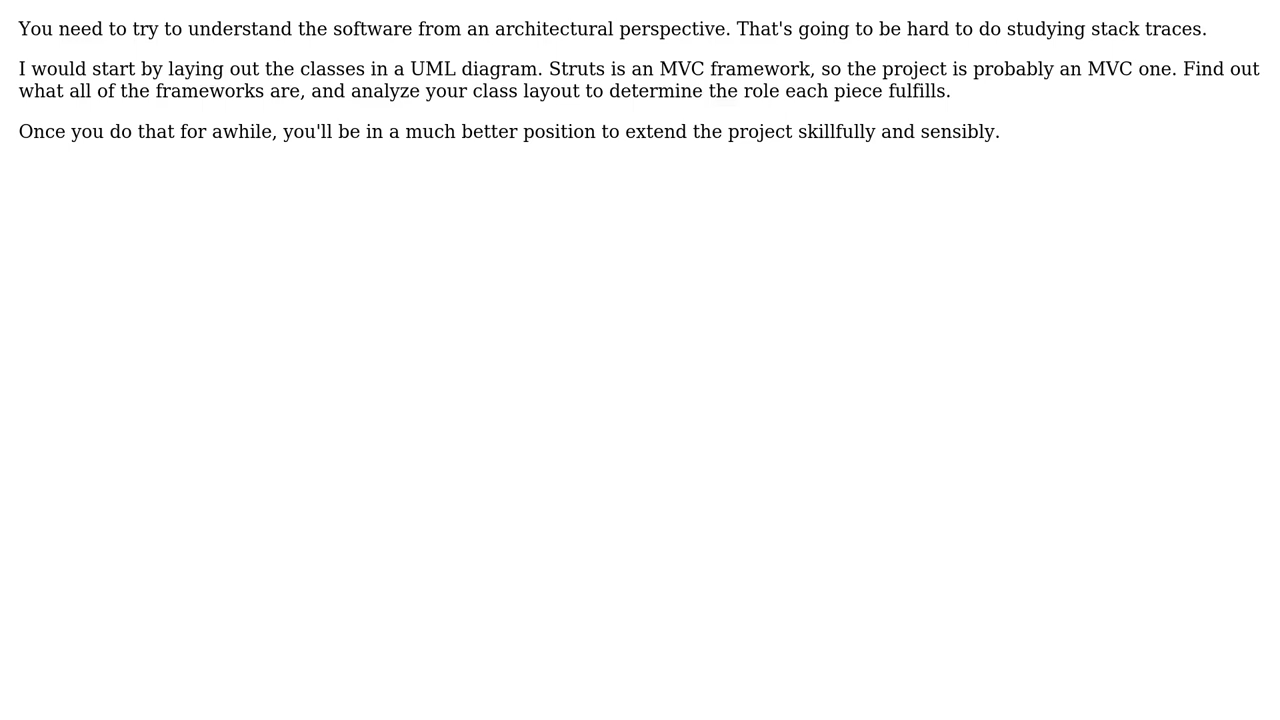 You need to try to understand the software from an architectural perspective. That's going to be hard to do studying stack traces.
I would start by laying out the classes in a UML diagram. Struts is an MVC framework, so the project is probably an MVC one. Find out
what all of the frameworks are, and analyze your class layout to determine the role each piece fulfills.
Once you do that for awhile, you'll be in a much better position to extend the project skillfully and sensibly.